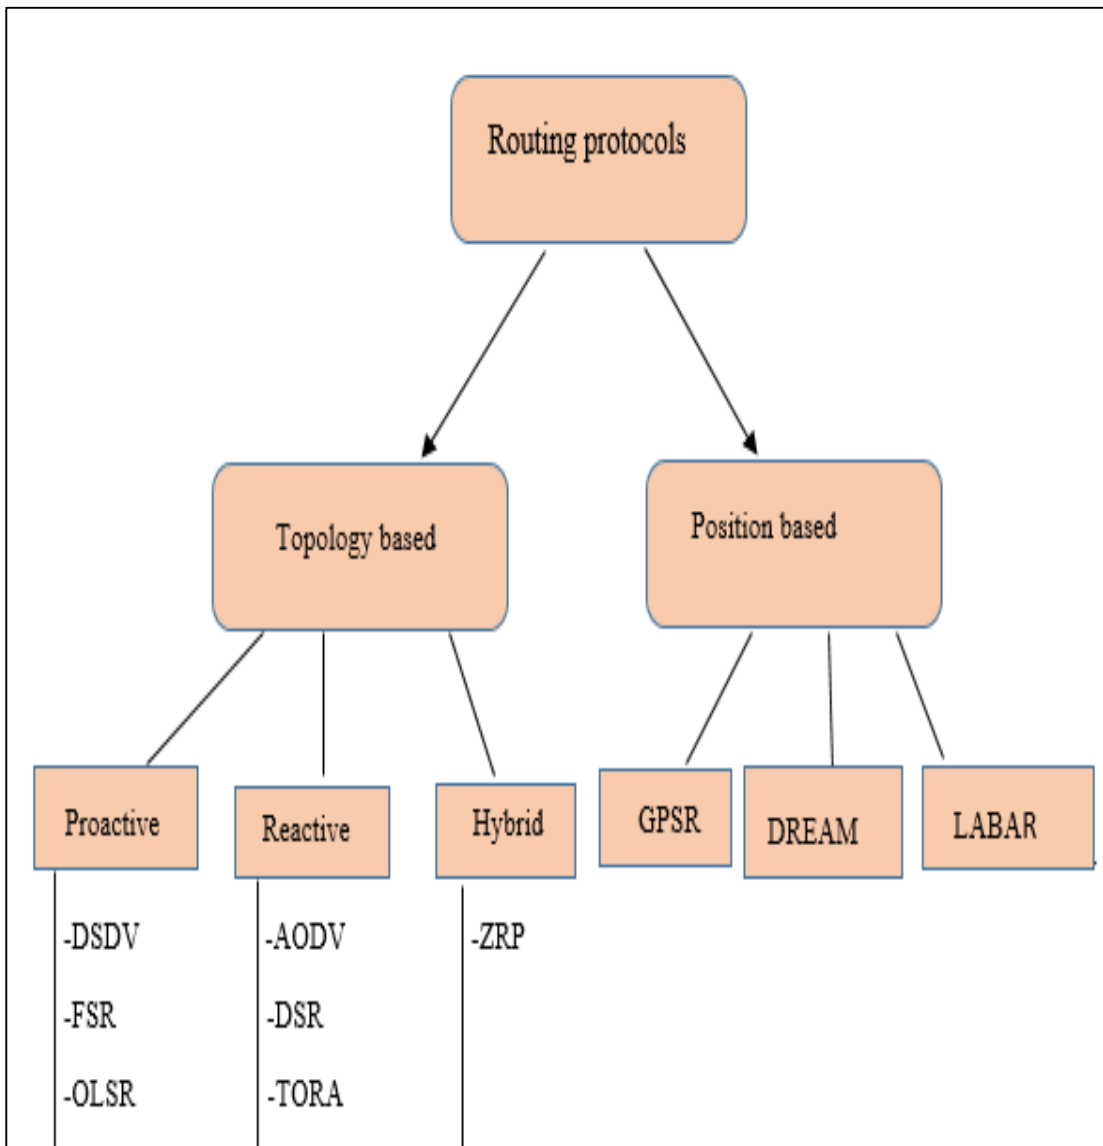 Routing protocols
Topology based
Position based
Proactive
Reactive
Hybrid
GPSR
DREAM
LABAR
-DSDV
-AODV
-ZRP
-FSR
-DSR
-OLSR
-TORA